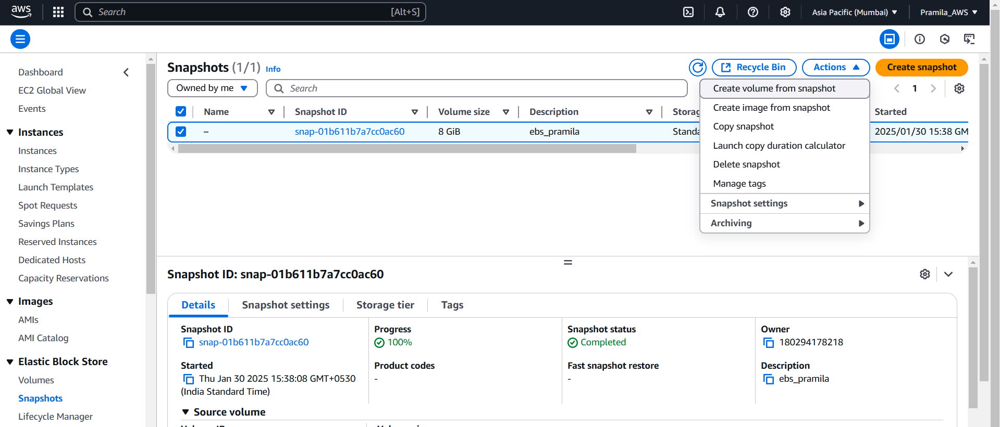 aws
Search
[Alt+S]
Asia Pacific (Mumbai)
Pramila_AWS
Dashboard
EC2 Global View
Events
Instances
Instances
Instance Types
Launch Templates
Spot Requests
Savings Plans
Reserved Instances
Dedicated Hosts
Capacity Reservations
Images
AMIs
AMI Catalog
Elastic Block Store
Volumes
Snapshots
Lifecycle Manager
Snapshots (1/1) Info
Recycle Bin
Actions
Create snapshot
Owned by me
Search
1
Name Snapshot ID Volume size Description Storag Started
– snap-01b611b7a7cc0ac60 8 GiB ebs_pramila Standa 2025/01/30 15:38 GM
Create volume from snapshot
Create image from snapshot
Copy snapshot
Launch copy duration calculator
Delete snapshot
Manage tags
Snapshot settings
Archiving
Snapshot ID: snap-01b611b7a7cc0ac60
Details Snapshot settings Storage tier Tags
Snapshot ID
snap-01b611b7a7cc0ac60
Progress
100%
Snapshot status
Completed
Owner
180294178218
Started
Thu Jan 30 2025 15:38:08 GMT+0530
(India Standard Time)
Product codes
-
Fast snapshot restore
-
Description
ebs_pramila
Source volume